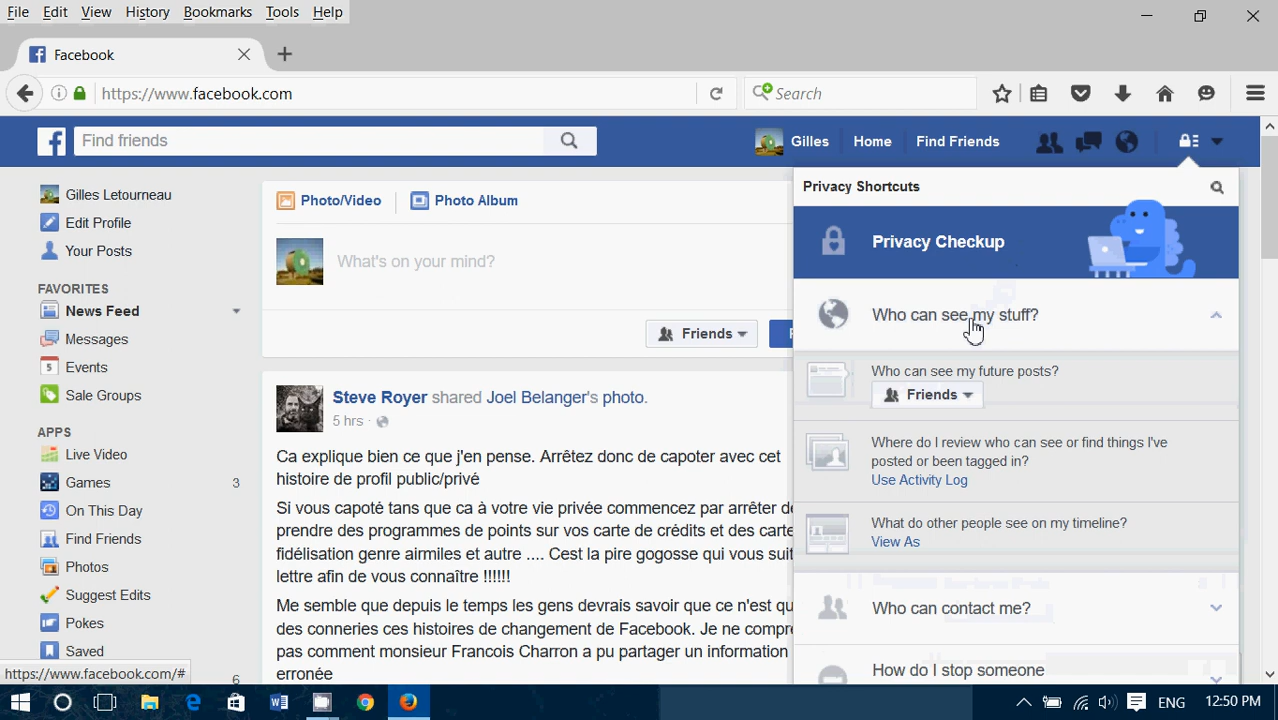 File Edit View History Bookmarks Tools Help
Facebook
https://www.facebook.com
Search
Find friends
Gilles Home Find Friends
Gilles Letourneau
Edit Profile
Your Posts
FAVORITES
News Feed
Messages
5 Events
Sale Groups
APPS
Live Video
Games 3
On This Day
Find Friends
Photos
Suggest Edits
Pokes
Saved
6
https://www.facebook.com/#
Photo/Video Photo Album
What's on your mind?
Friends
Steve Royer shared Joel Belanger's photo.
5 hrs ·
Ca explique bien ce que j'en pense. Arrêtez donc de capoter avec cet
histoire de profil public/privé
Si vous capoté tans que ca à votre vie privée commencez par arrêter de
prendre des programmes de points sur vos carte de crédits et des carte
fidélisation genre airmiles et autre .... Cest la pire gogosse qui vous suit
lettre afin de vous connaître !!!!!!
Me semble que depuis le temps les gens devrais savoir que ce n'est qu
des conneries ces histoires de changement de Facebook. Je ne compre
pas comment monsieur Francois Charron a pu partager un information
erronée
Privacy Shortcuts
Privacy Checkup
Who can see my stuff?
Who can see my future posts?
Friends
Where do I review who can see or find things I've
posted or been tagged in?
Use Activity Log
What do other people see on my timeline?
View As
Who can contact me?
How do I stop someone
ENG 12:50 PM